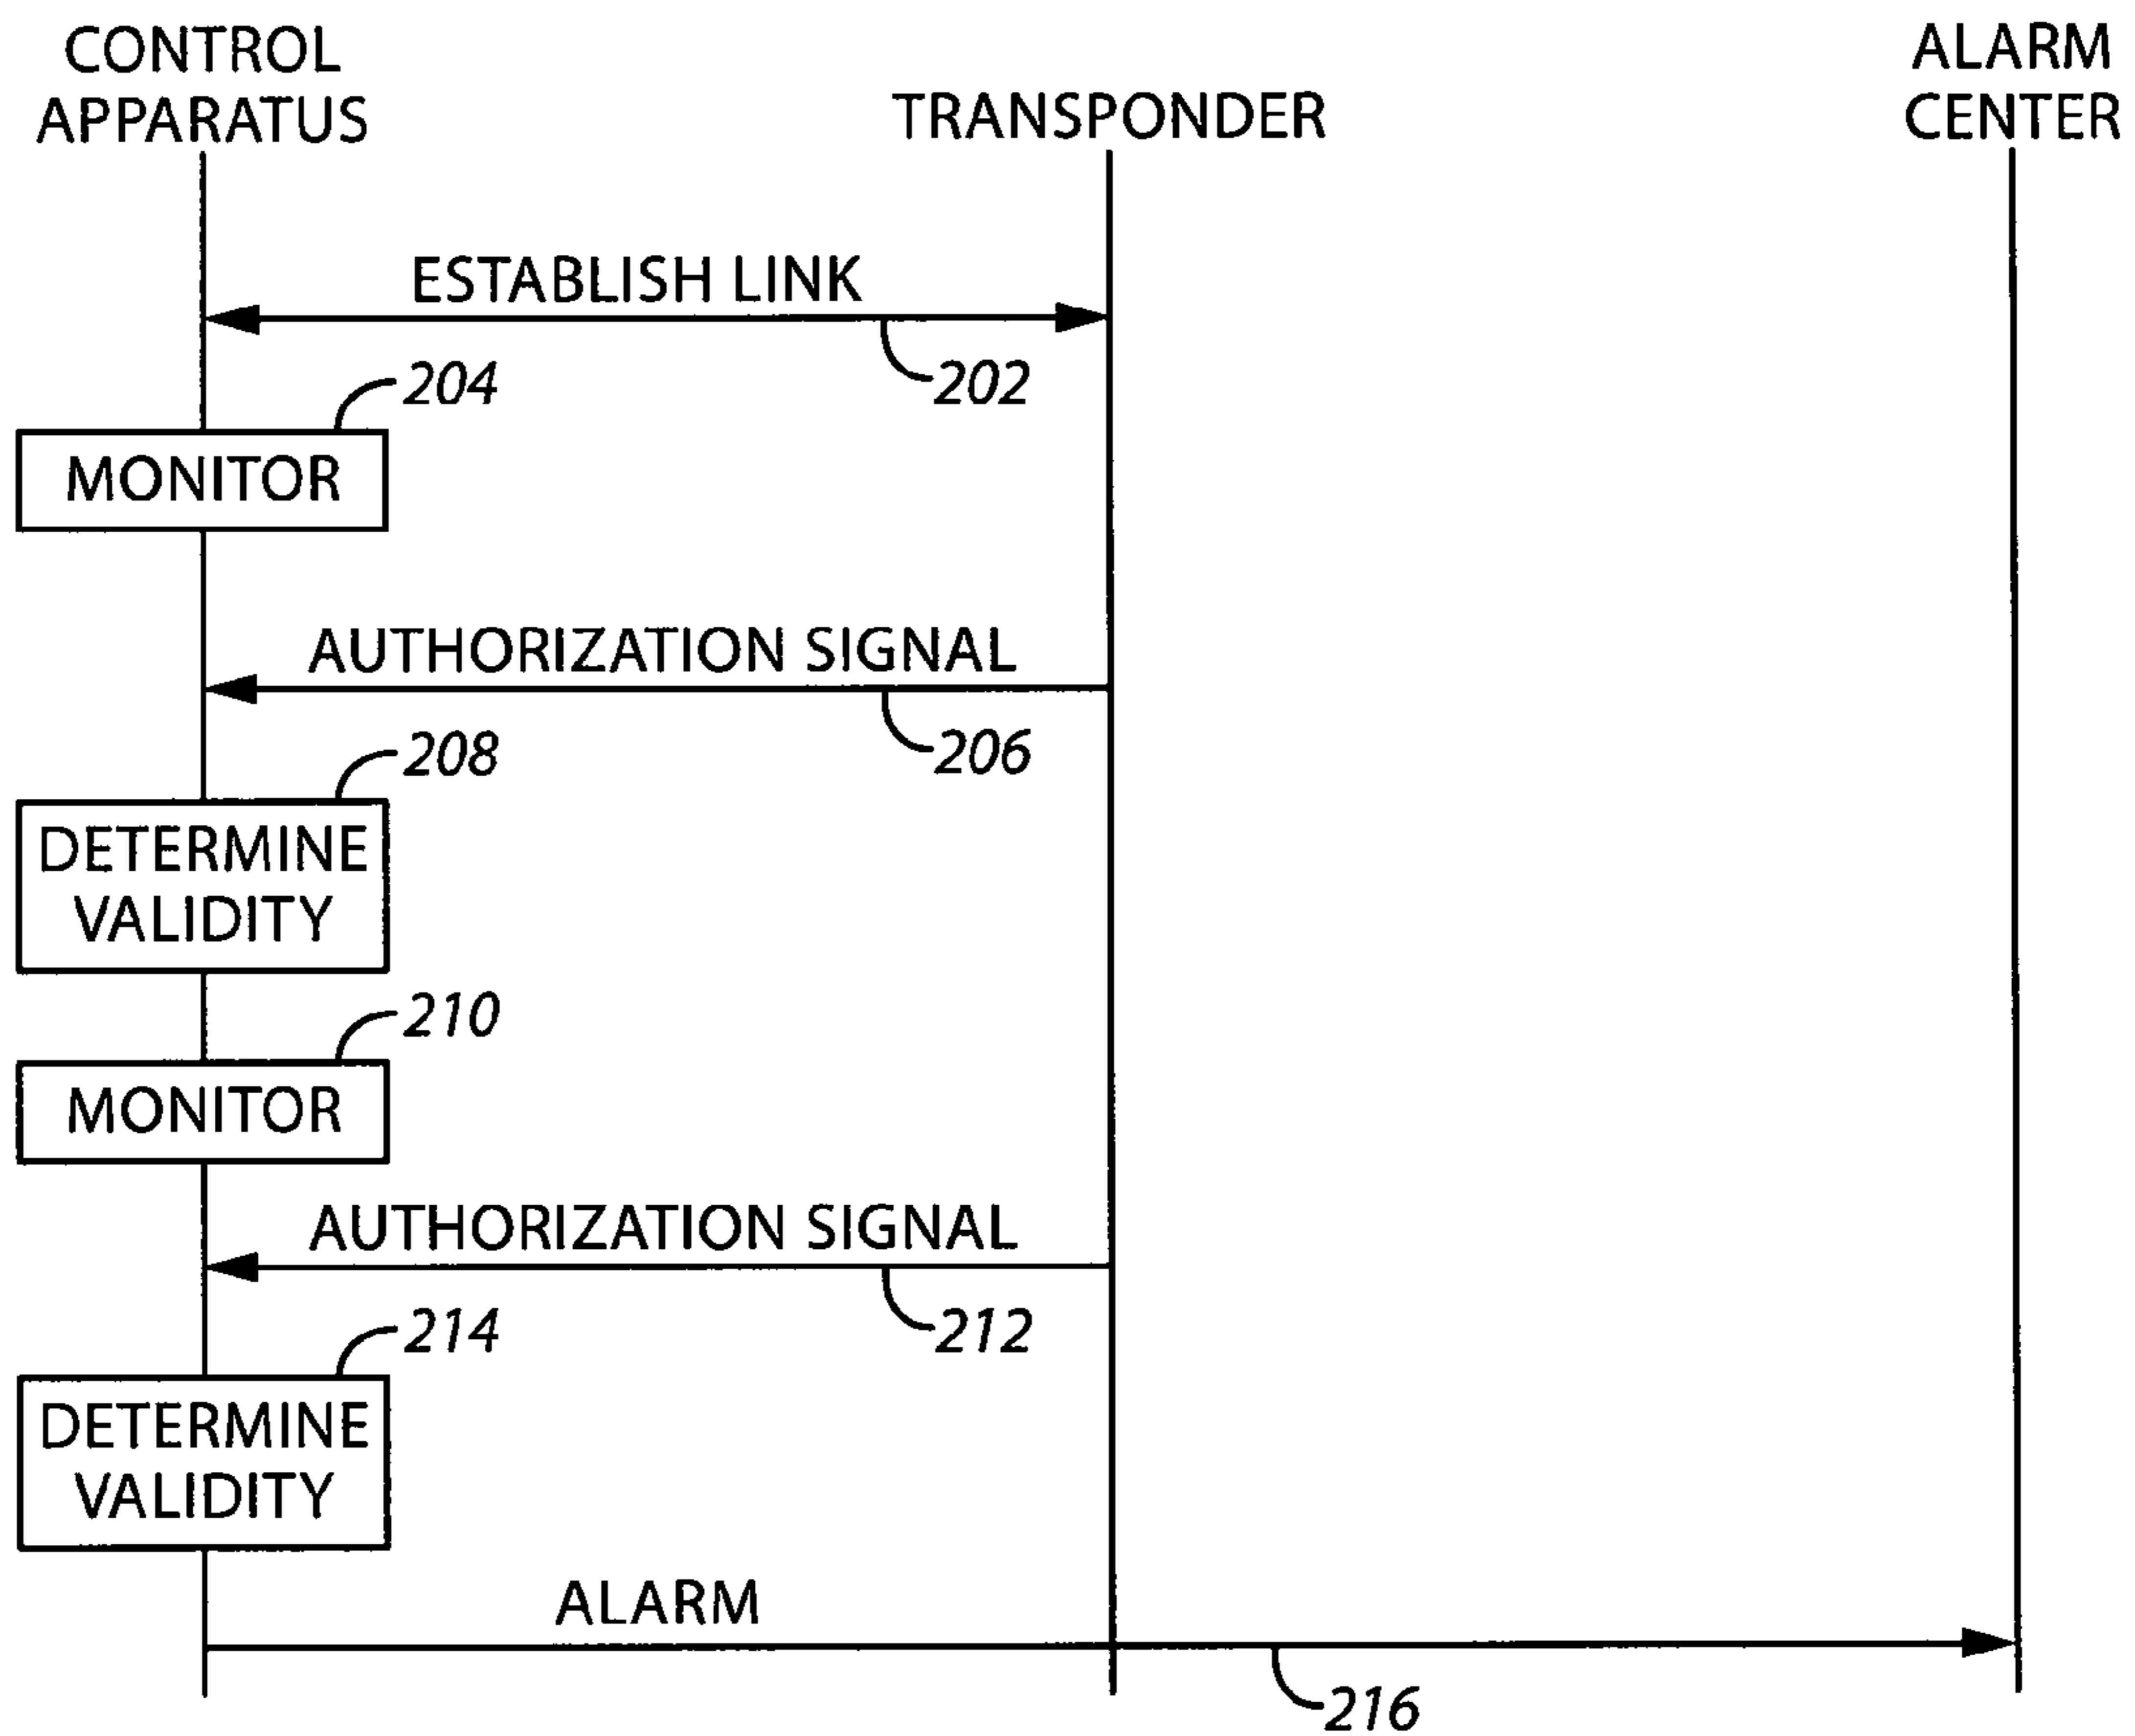 CONTROL
APPARATUS
TRANSPONDER
ALARM
CENTER
ESTABLISH LINK
202
204
MONITOR
AUTHORIZATION SIGNAL
206
208
DETERMINE
VALIDITY
210
MONITOR
AUTHORIZATION SIGNAL
212
214
DETERMINE
VALIDITY
ALARM
216